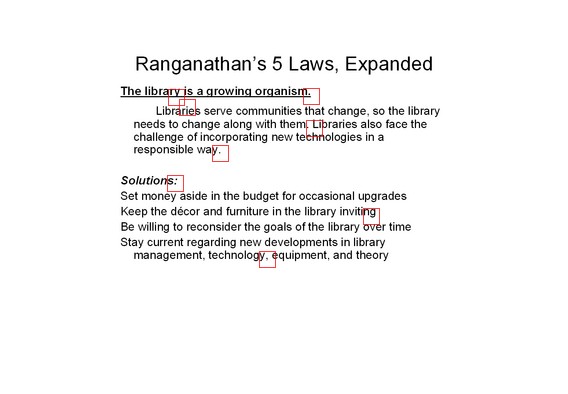 Ranganathan's 5 Laws, Expanded
The library is a growing organism.
Libraries serve communities that change, so the library
needs to change along with them. Libraries also face the
challenge of incorporating new technologies in a
responsible way.
Solutions:
Set money aside in the budget for occasional upgrades
Keep the décor and furniture in the library inviting
Be willing to reconsider the goals of the library over time
Stay current regarding new developments in library
management, technology, equipment, and theory